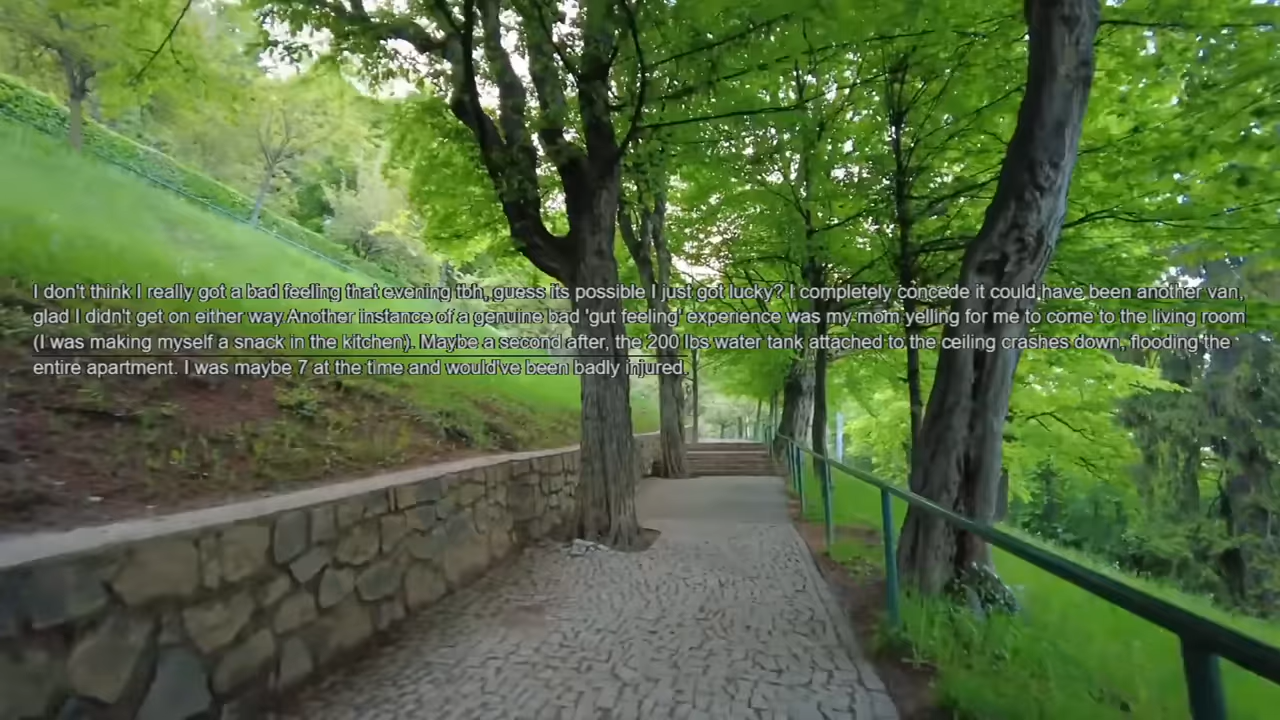 I don't think I really got a bad feeling that evening tbh, guess its possible I just got lucky? I completely concede it could have been another van,
glad I didn't get on either way Another instance of a genuine bad 'gut feeling' experience was my mom yelling for me to come to the living room
(I was making myself a snack in the kitchen). Maybe a second after, the 200 lbs water tank attached to the ceiling crashes down, flooding the
entire apartment. I was maybe 7 at the time and would've been badly injured.